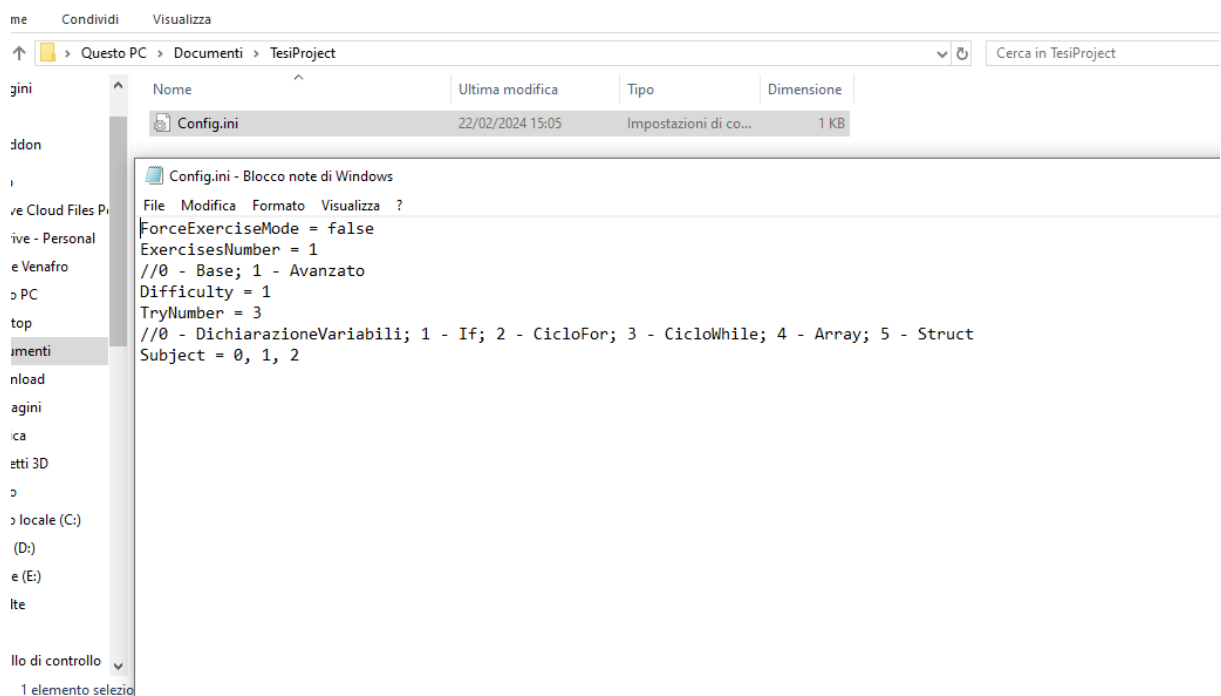 me Condividi Visualizza
Questo PC > Documenti > TesiProject Cerca in TesiProject
Nome Ultima modifica Tipo Dimensione
Config.ini 22/02/2024 15:05 Impostazioni di co... 1 KB
Config.ini - Blocco note di Windows
File Modifica Formato Visualizza ?
ForceExerciseMode = false
ExercisesNumber = 1
//0 - Base; 1 - Avanzato
Difficulty = 1
TryNumber = 3
//0 - DichiarazioneVariabili; 1 - If; 2 - CicloFor; 3 - CicloWhile; 4 - Array; 5 - Struct
Subject = 0, 1, 2
gini
ddon
ve Cloud Files P
rive - Personal
e Venafro
o PC
top
umenti
nload
agini
ica
etti 3D
o
o locale (C:)
(D:)
e (E:)
lte
llo di controllo
1 elemento selezio